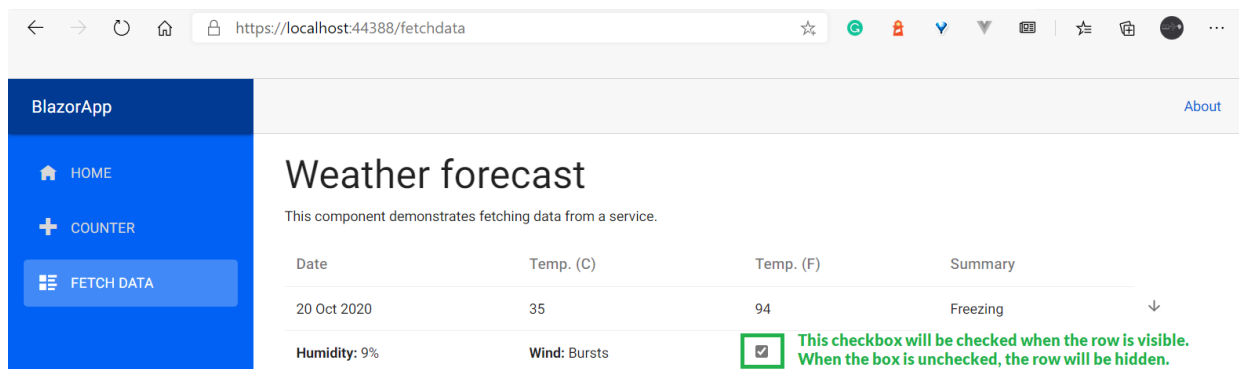 https://localhost:44388/fetchdata
BlazorApp
About
HOME
Weather forecast
This component demonstrates fetching data from a service.
COUNTER
FETCH DATA
Date Temp. (C) Temp. (F) Summary
20 Oct 2020 35 94 Freezing
Humidity: 9% Wind: Bursts
This checkbox will be checked when the row is visible.
When the box is unchecked, the row will be hidden.